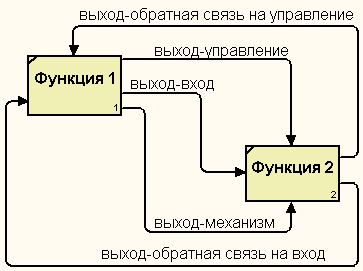 выход-обратная связь на управление
выход-управление
Функция 1
выход-вход
1
Функция 2
2
выход-механизм
выход-обратная связь на вход